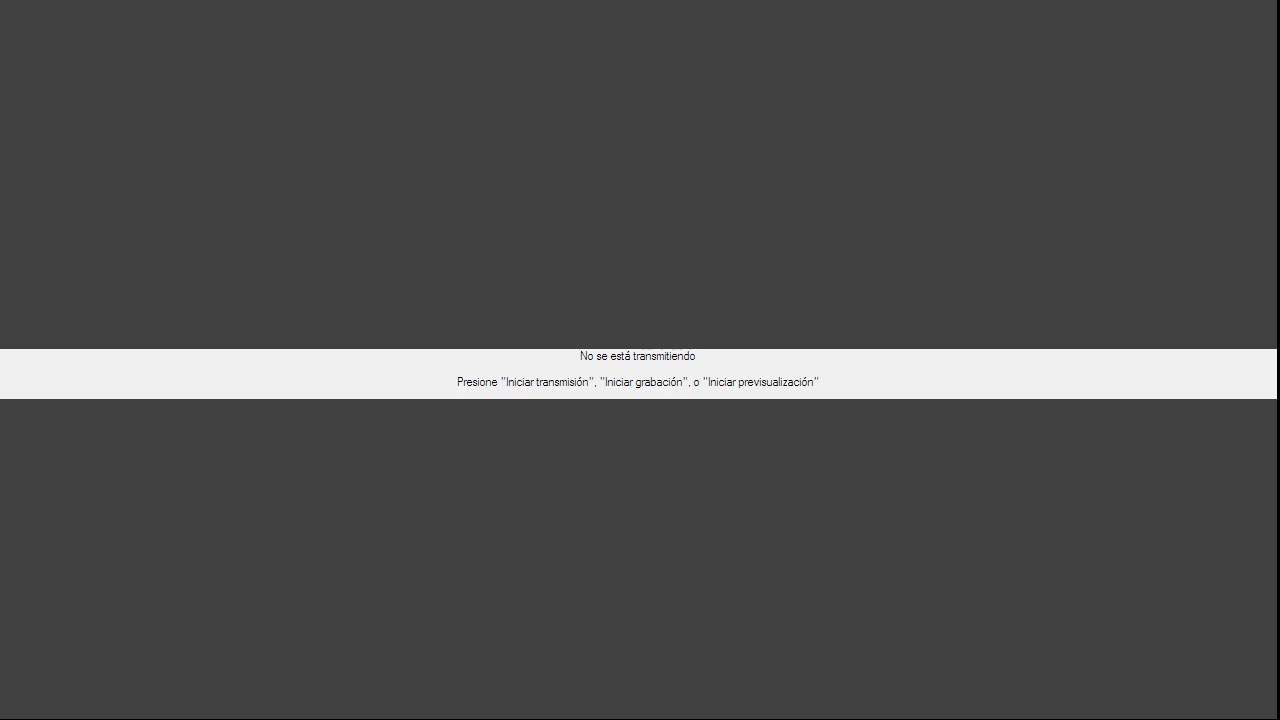 No se está transmitiendo
Presione "Iniciar transmisión", "Iniciar grabación", o "Iniciar previsualización"